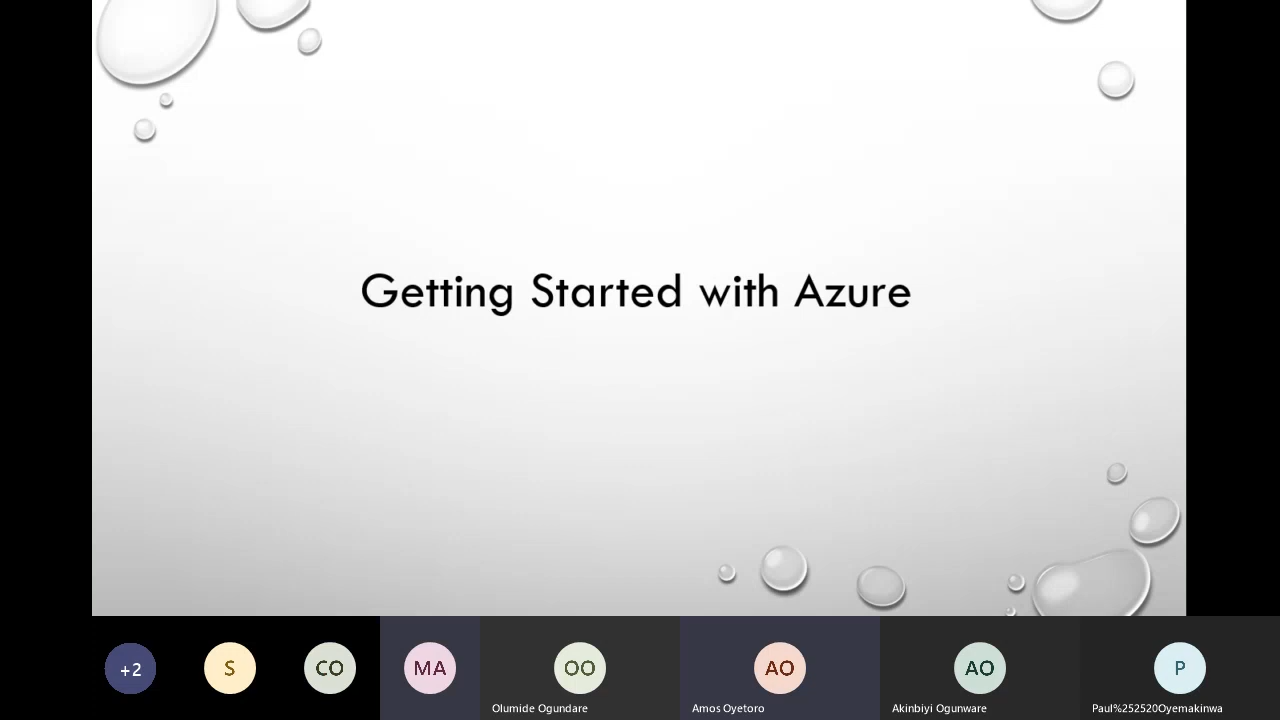 Getting Started with Azure
+2
S
CO
MA
OO
AO
AO
P
Olumide Ogundare
Amos Oyetoro
Akinbiyi Ogunware
Paul%252520Oyemakinwa